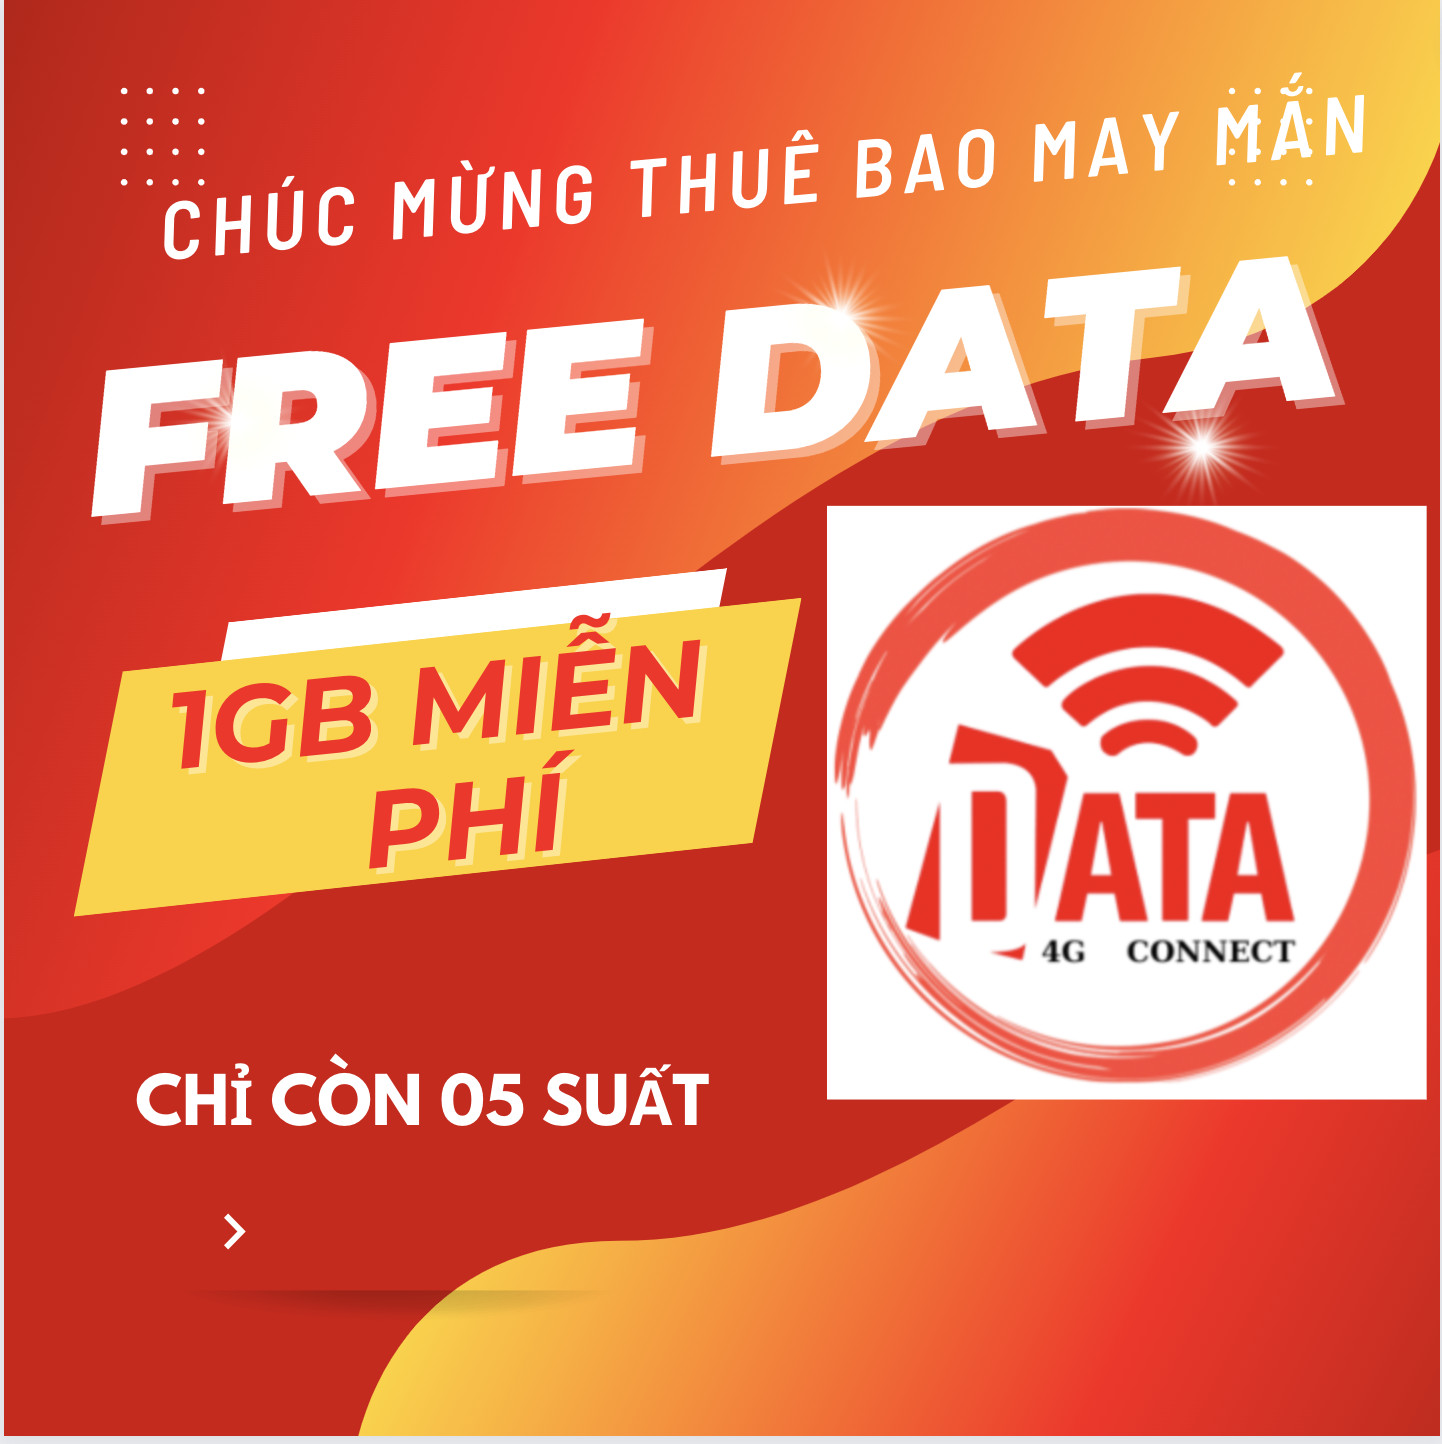 CHÚC MỪNG THUÊ BAO MAY MẮN
FREE DATA
1GB MIỄN
PHÍ
DATA
4G CONNECT
CHỈ CÒN 05 SUẤT